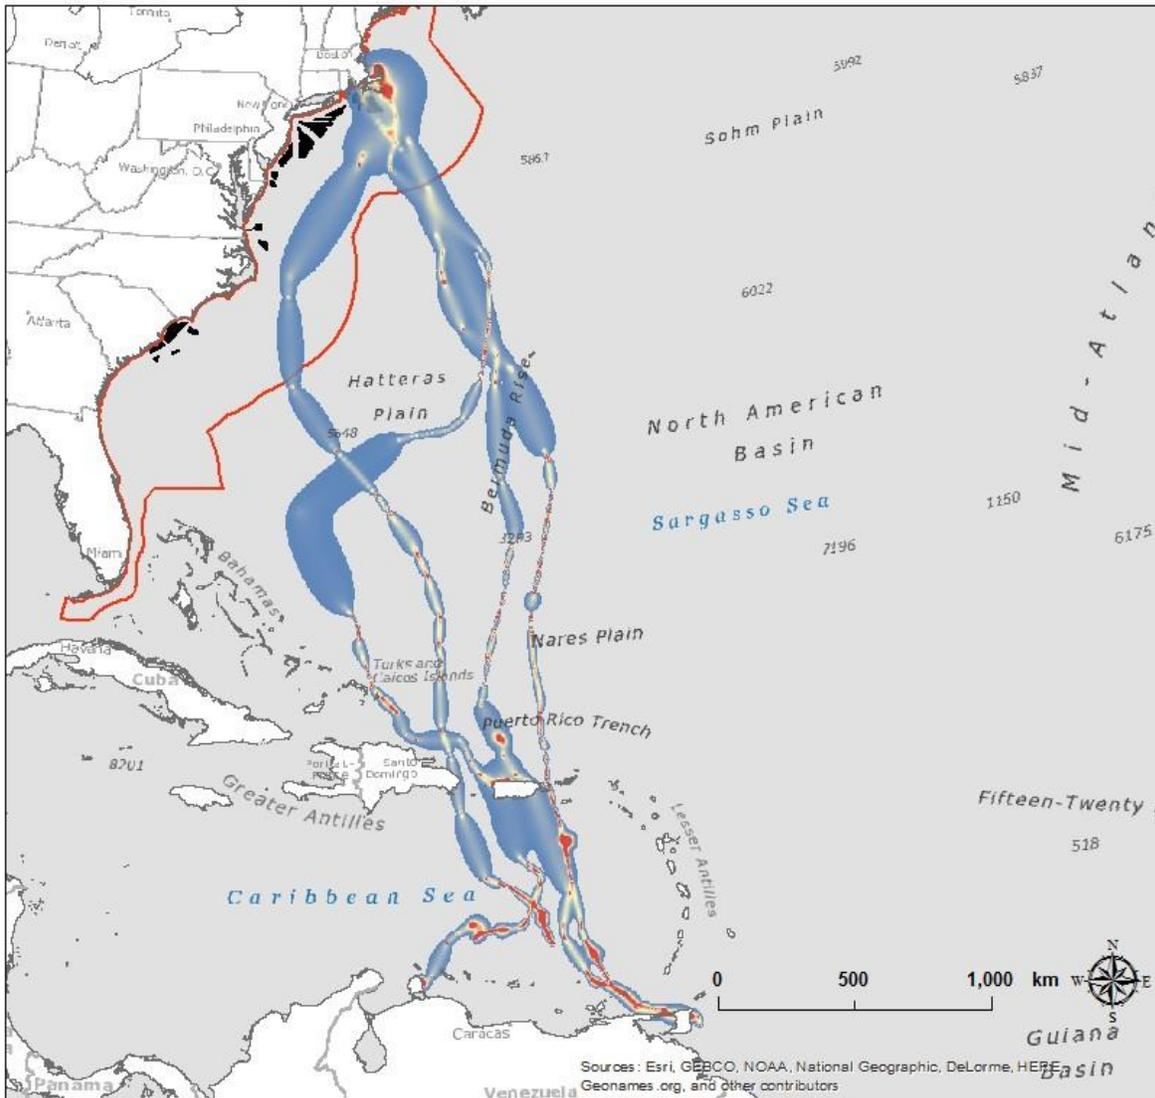 Toronto
Detroit
Boston
5992
5837
New York
Sohm Plain
Philadelphia
5867
Washington, D.C.
6022
Mid-Atlan
Atlanta
Hatteras
Plain
Bermuda Rise
North American
Basin
5648
Sargasso Sea
1150
3293
7196
6175
Miami
Bahamas
Nares Plain
Havana
Cuba
Turks and
Caicos Islands
Puerto Rico Trench
8201
Santo
Domingo
Greater Antilles
Lesser Antilles
Fifteen-Twenty
518
Caribbean Sea
N
W
E
S
0 500 1,000 km
Caracas
Guiana
Basin
Panama
Venezuela
Sources: Esri, GEBCO, NOAA, National Geographic, DeLorme, HERE,
Geonames.org, and other contributors